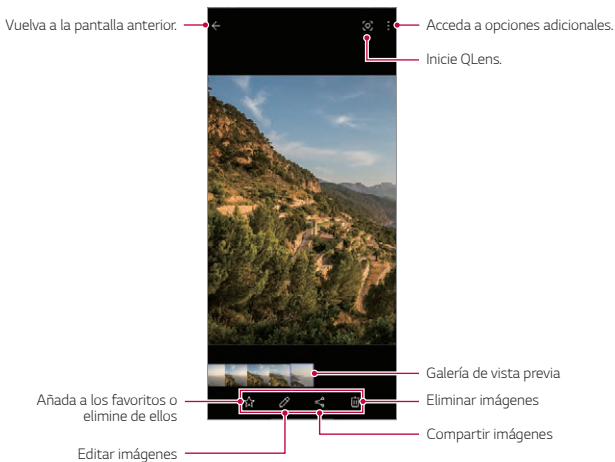 Vuelva a la pantalla anterior.
Acceda a opciones adicionales.
Inicie QLens.
Galería de vista previa
Añada a los favoritos o
elimine de ellos
Eliminar imágenes
Compartir imágenes
Editar imágenes